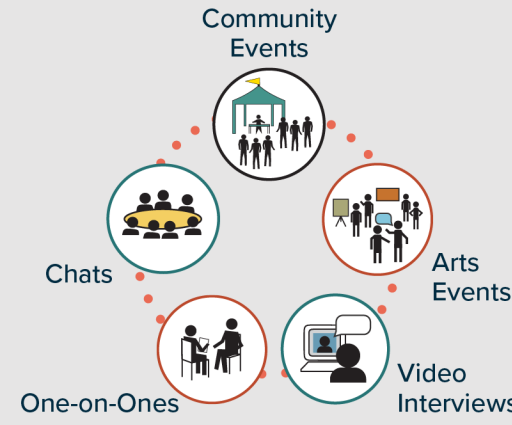 Community
Events
Chats
Arts
Events
One-on-Ones
Video
Interviews